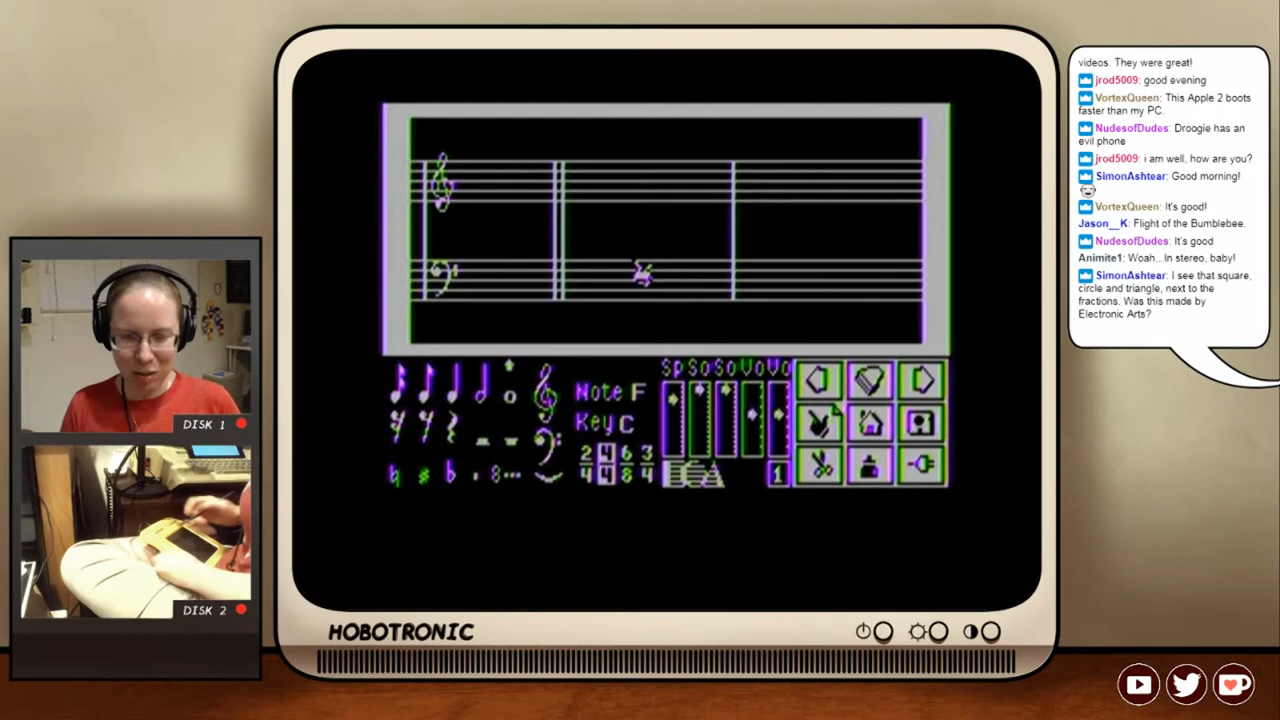 videos. They were great!
jrod5009: good evening
VortexQueen: This Apple 2 boots
faster than my PC.
NudesofDudes: Droogie has an
evil phone
jrod5009: i am well, how are you?
SimonAshtear: Good morning!
VortexQueen: It's good!
Jason__K: Flight of the Bumblebee.
NudesofDudes: It's good
Animite1: Woah...In stereo, baby!
SimonAshtear: I see that square,
circle and triangle, next to the
fractions. Was this made by
Electronic Arts?
Sp So So Vo Vo
Note F
Key C
2 4 6 3
4 4 8 4
1
DISK 1
DISK 2
HOBOTRONIC